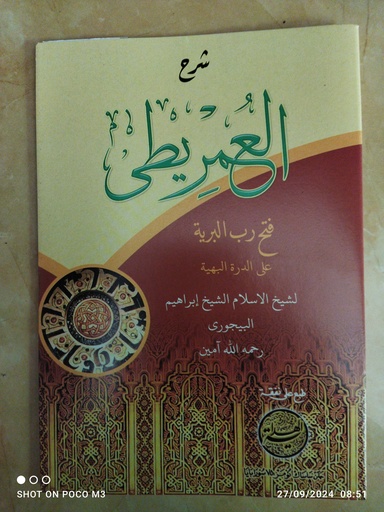 شرح
العمريطى
فتح رب البرية
على الدرة البهية
لشيخ الاسلام الشيخ إبراهيم
البيجورى
رحمه الله آمين
طبع على نفقة
SHOT ON POCO M3
27/09/2024 08:51